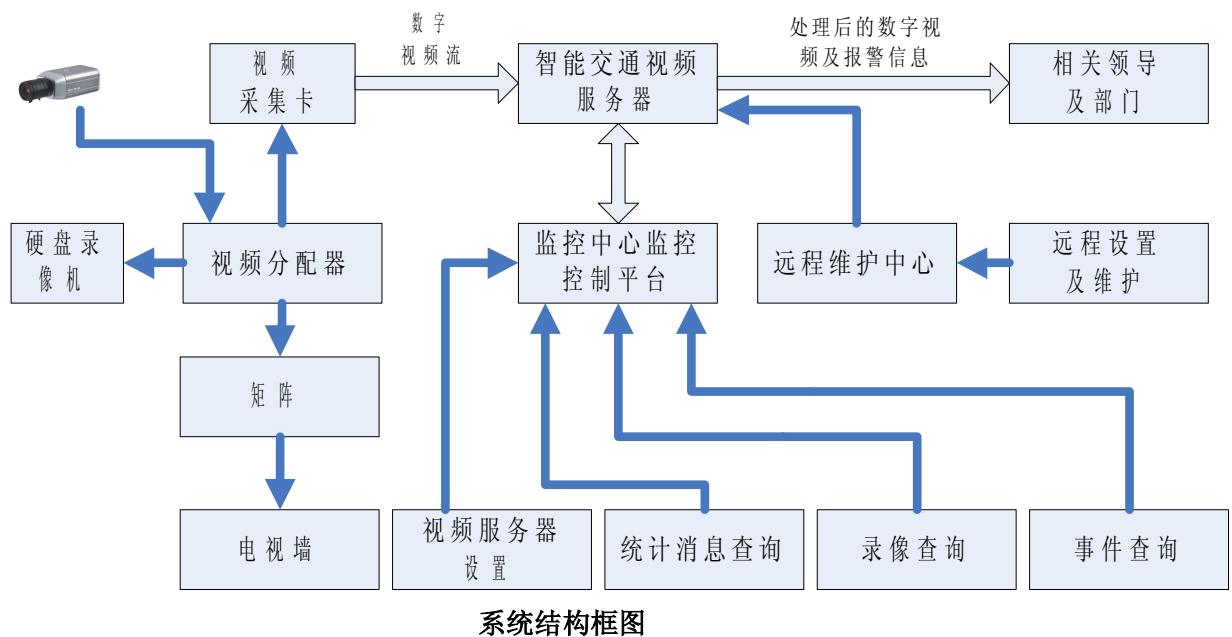 数字
视频流
处理后的数字视
频及报警信息
视频
采集卡
智能交通视频
服务器
相关领导
及部门
硬盘录
像机
视频分配器
监控中心监控
控制平台
远程维护中心
远程设置
及维护
矩阵
电视墙
视频服务器
设置
统计消息查询
录像查询
事件查询
系统结构框图